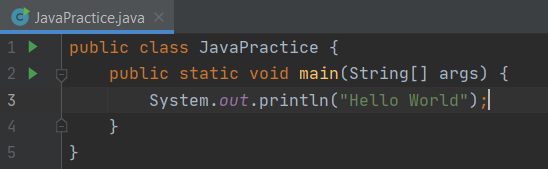 JavaPractice.java
1 public class JavaPractice {
2     public static void main(String[] args) {
3         System.out.println("Hello World");
4     }
5 }